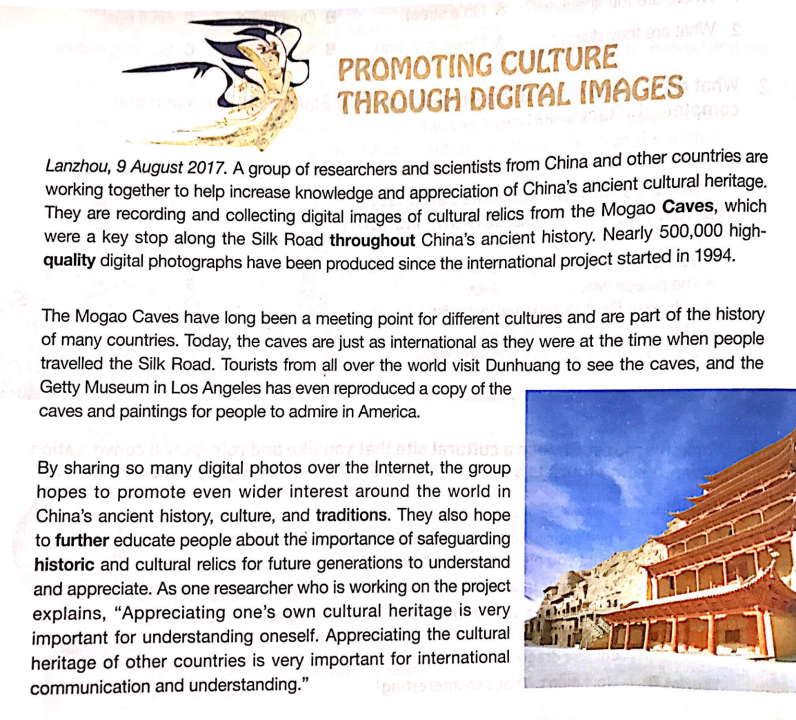 PROMOTING CULTURE
THROUGH DIGITAL IMAGES
Lanzhou, 9 August 2017. A group of researchers and scientists from China and other countries are
working together to help increase knowledge and appreciation of China's ancient cultural heritage.
They are recording and collecting digital images of cultural relics from the Mogao Caves, which
were a key stop along the Silk Road throughout China's ancient history. Nearly 500,000 high-
quality digital photographs have been produced since the international project started in 1994.
The Mogao Caves have long been a meeting point for different cultures and are part of the history
of many countries. Today, the caves are just as international as they were at the time when people
travelled the Silk Road. Tourists from all over the world visit Dunhuang to see the caves, and the
Getty Museum in Los Angeles has even reproduced a copy of the
caves and paintings for people to admire in America.
By sharing so many digital photos over the Internet, the group
hopes to promote even wider interest around the world in
China's ancient history, culture, and traditions. They also hope
to further educate people about the importance of safeguarding
historic and cultural relics for future generations to understand
and appreciate. As one researcher who is working on the project
explains, "Appreciating one's own cultural heritage is very
important for understanding oneself. Appreciating the cultural
heritage of other countries is very important for international
communication and understanding."